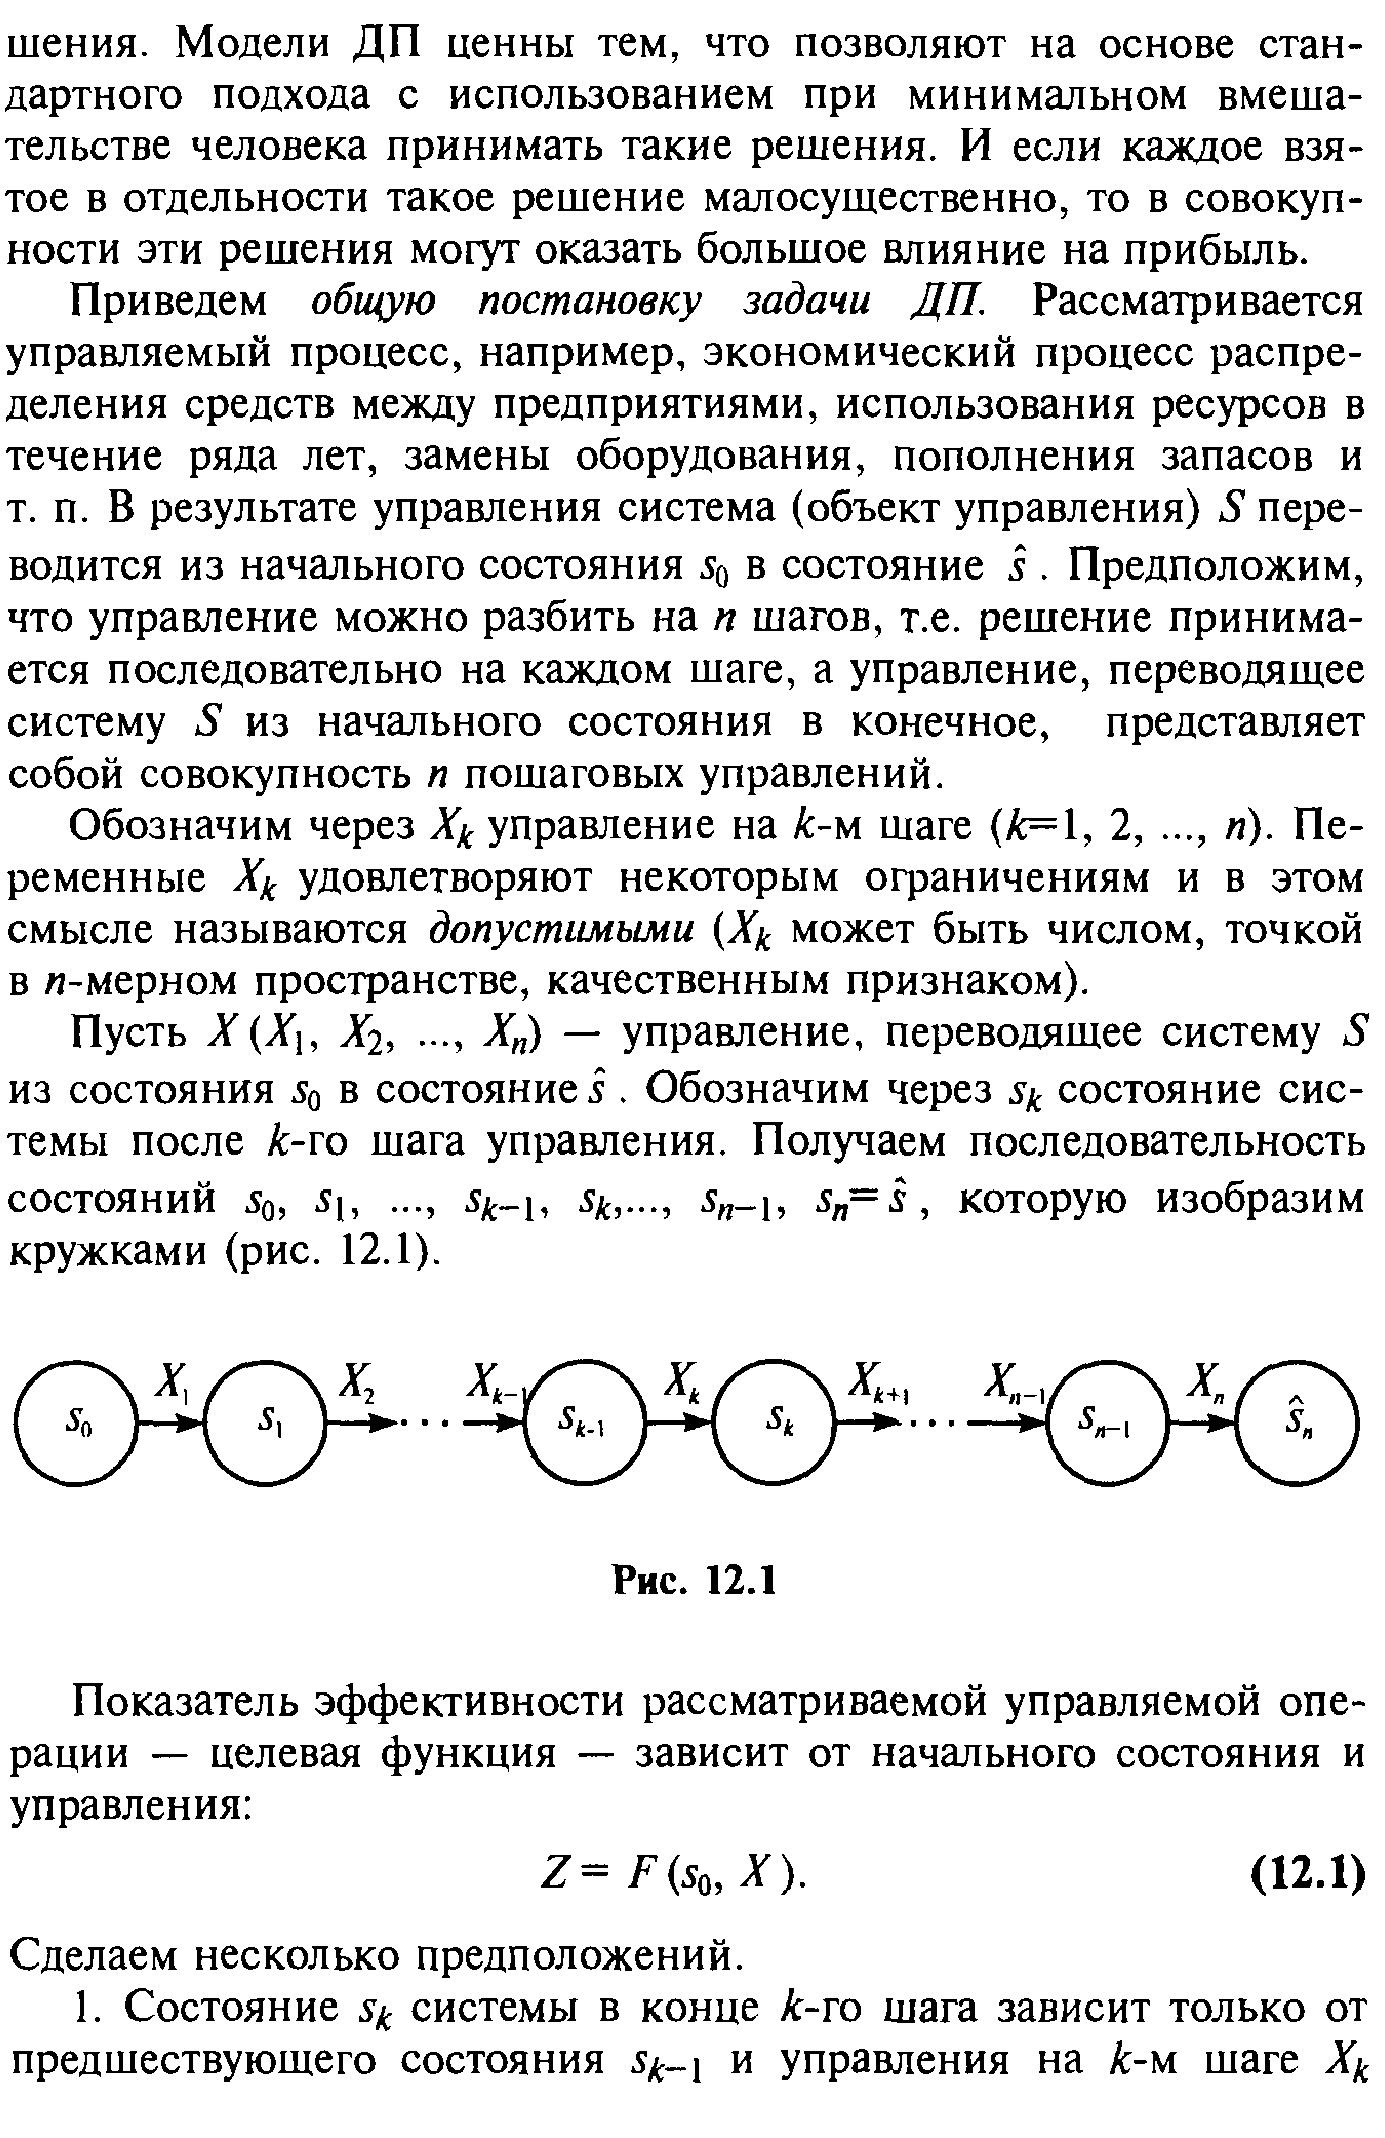 шения. Модели ДП ценны тем, что позволяют на основе стан-
дартного подхода с использованием при минимальном вмеша-
тельстве человека принимать такие решения. И если каждое взя-
тое в отдельности такое решение малосущественно, то в совокуп-
ности эти решения могут оказать большое влияние на прибыль.
Приведем общую постановку задачи ДП. Рассматривается
управляемый процесс, например, экономический процесс распре-
деления средств между предприятиями, использования ресурсов в
течение ряда лет, замены оборудования, пополнения запасов и
т. п. В результате управления система (объект управления) S пере-
водится из начального состояния s₀ в состояние ŝ . Предположим,
что управление можно разбить на n шагов, т.е. решение принима-
ется последовательно на каждом шаге, а управление, переводящее
систему S из начального состояния в конечное, представляет
собой совокупность n пошаговых управлений.
Обозначим через Xₖ управление на k-м шаге (k=1, 2, ..., n). Пе-
ременные Xₖ удовлетворяют некоторым ограничениям и в этом
смысле называются допустимыми (Xₖ может быть числом, точкой
в n-мерном пространстве, качественным признаком).
Пусть X (X₁, X₂, ..., Xₙ) — управление, переводящее систему S
из состояния s₀ в состояние ŝ . Обозначим через sₖ состояние сис-
темы после k-го шага управления. Получаем последовательность
состояний s₀, s₁, ..., sₖ₋₁, sₖ,..., sₙ₋₁, sₙ= ŝ , которую изобразим
кружками (рис. 12.1).
s₀ X₁ s₁ X₂ ... Xₖ₋₁ sₖ₋₁ Xₖ sₖ Xₖ₊₁ ... Xₙ₋₁ sₙ₋₁ Xₙ ŝₙ
Рис. 12.1
Показатель эффективности рассматриваемой управляемой опе-
рации — целевая функция — зависит от начального состояния и
управления:
Z = F (s₀, X ). (12.1)
Сделаем несколько предположений.
1. Состояние sₖ системы в конце k-го шага зависит только от
предшествующего состояния sₖ₋₁ и управления на k-м шаге Xₖ